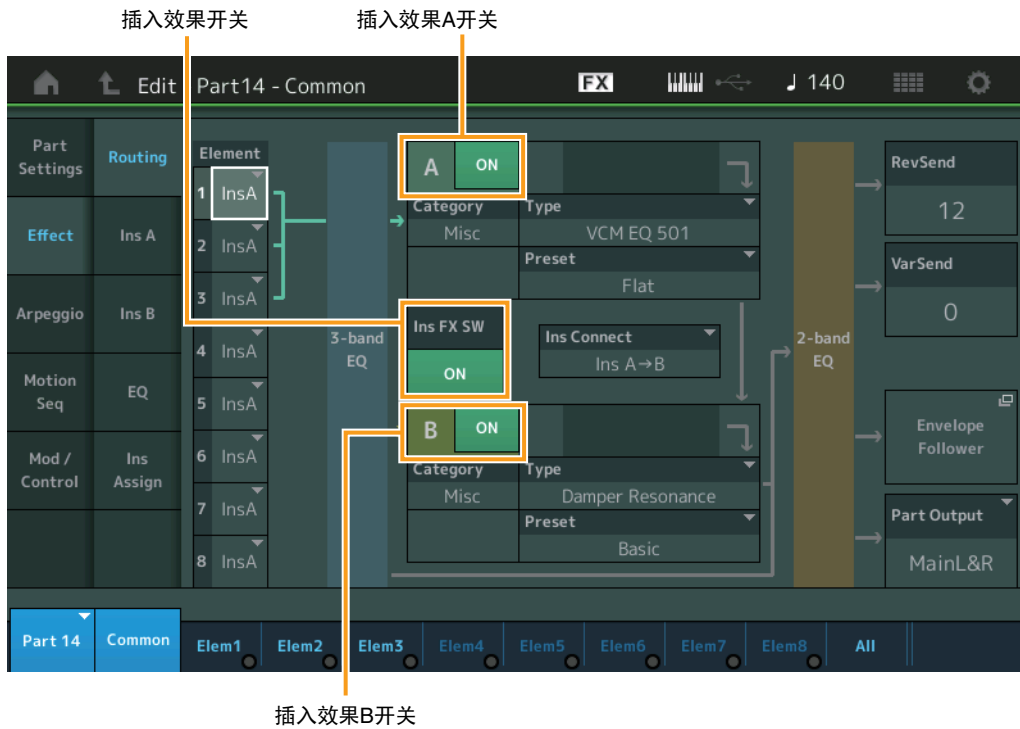 插入效果开关
插入效果A开关
Edit
Part14 - Common
FX
140
Part
Settings
Effect
Arpeggio
Motion
Seq
Mod /
Control
Routing
Ins A
Ins B
EQ
Ins
Assign
Element
1 InsA
2 InsA
3 InsA
4 InsA
5 InsA
6 InsA
7 InsA
8 InsA
3-band
EQ
A ON
Category
Misc
Type
VCM EQ 501
Preset
Flat
Ins FX SW
ON
Ins Connect
Ins A→B
B ON
Category
Misc
Type
Damper Resonance
Preset
Basic
2-band
EQ
RevSend
12
VarSend
0
Envelope
Follower
Part Output
MainL&R
Part 14
Common
Elem1
Elem2
Elem3
Elem4
Elem5
Elem6
Elem7
Elem8
All
插入效果B开关